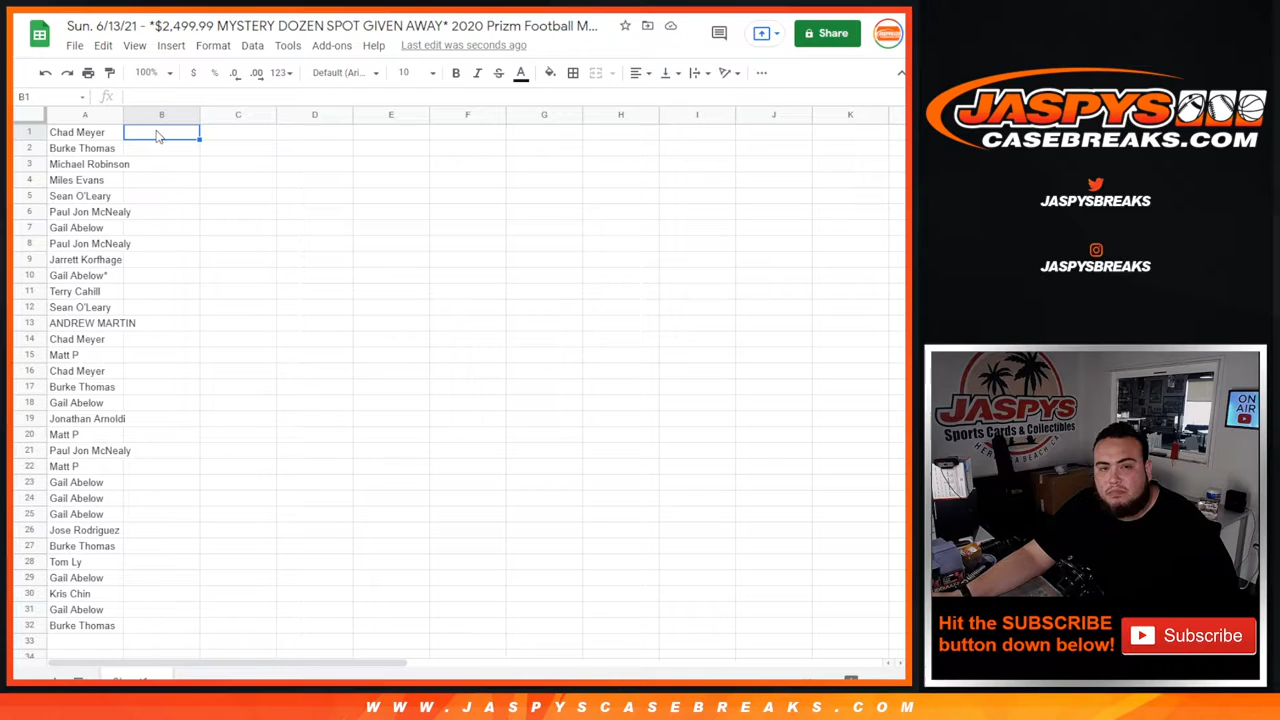 Sun. 6/13/21 - *$2,499.99 MYSTERY DOZEN SPOT GIVEN AWAY* 2020 Prizm Football M...
File Edit View Insert Format Data Tools Add-ons Help Last edit was seconds ago
Share
100% $ % .0 .00 123 Default (Ari... 10 B I S A
B1 fx
A B C D E F G H I J K
1 Chad Meyer
2 Burke Thomas
3 Michael Robinson
4 Miles Evans
5 Sean O'Leary
6 Paul Jon McNealy
7 Gail Abelow
8 Paul Jon McNealy
9 Jarrett Korfhage
10 Gail Abelow*
11 Terry Cahill
12 Sean O'Leary
13 ANDREW MARTIN
14 Chad Meyer
15 Matt P
16 Chad Meyer
17 Burke Thomas
18 Gail Abelow
19 Jonathan Arnoldi
20 Matt P
21 Paul Jon McNealy
22 Matt P
23 Gail Abelow
24 Gail Abelow
25 Gail Abelow
26 Jose Rodriguez
27 Burke Thomas
28 Tom Ly
29 Gail Abelow
30 Kris Chin
31 Gail Abelow
32 Burke Thomas
33
34
JASPYS
CASEBREAKS.COM
JASPYSBREAKS
JASPYSBREAKS
JASPYS
Sports Cards & Collectibles
ON
AIR
Hit the SUBSCRIBE
button down below!
Subscribe
WWW.JASPYSCASEBREAKS.COM